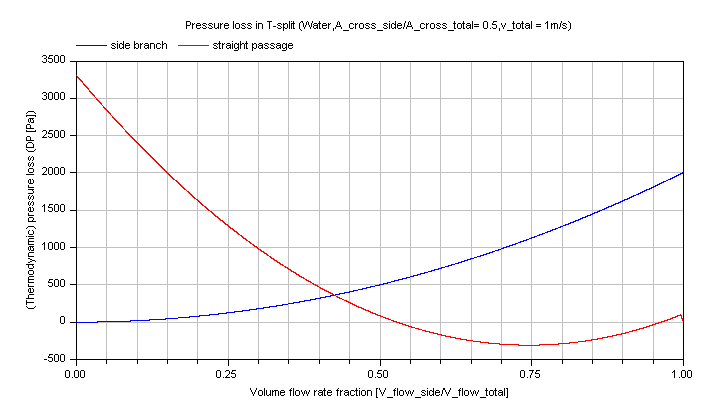 Pressure loss in T-split (Water,A_cross_side/A_cross_total= 0.5,v_total = 1m/s)
side branch straight passage
3500
3000
2500
2000
1500
1000
500
0
-500
(Thermodynamic) pressure loss (DP [Pa])
0.00 0.25 0.50 0.75 1.00
Volume flow rate fraction [V_flow_side/V_flow_total]